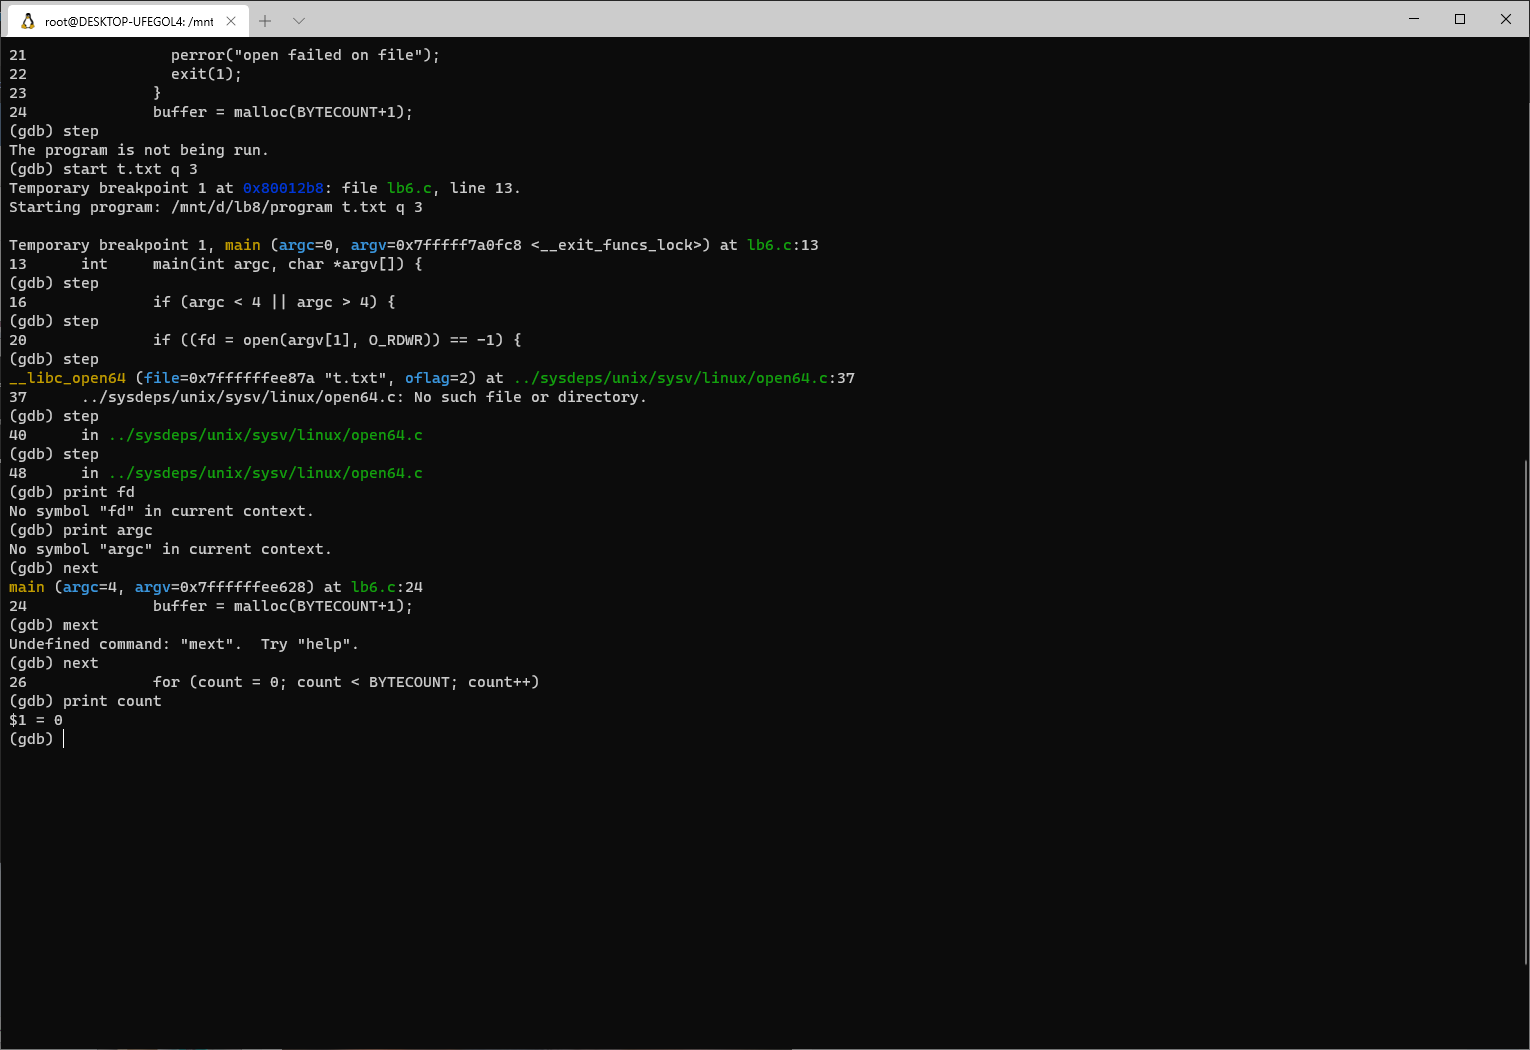 root@DESKTOP-UFEGOL4: /mnt
21                perror("open failed on file");
22                exit(1);
23              }
24              buffer = malloc(BYTECOUNT+1);
(gdb) step
The program is not being run.
(gdb) start t.txt q 3
Temporary breakpoint 1 at 0x80012b8: file lb6.c, line 13.
Starting program: /mnt/d/lb8/program t.txt q 3

Temporary breakpoint 1, main (argc=0, argv=0x7fffff7a0fc8 <__exit_funcs_lock>) at lb6.c:13
13      int     main(int argc, char *argv[]) {
(gdb) step
16              if (argc < 4 || argc > 4) {
(gdb) step
20              if ((fd = open(argv[1], O_RDWR)) == -1) {
(gdb) step
__libc_open64 (file=0x7ffffffee87a "t.txt", oflag=2) at ../sysdeps/unix/sysv/linux/open64.c:37
37      ../sysdeps/unix/sysv/linux/open64.c: No such file or directory.
(gdb) step
40      in ../sysdeps/unix/sysv/linux/open64.c
(gdb) step
48      in ../sysdeps/unix/sysv/linux/open64.c
(gdb) print fd
No symbol "fd" in current context.
(gdb) print argc
No symbol "argc" in current context.
(gdb) next
main (argc=4, argv=0x7ffffffee628) at lb6.c:24
24              buffer = malloc(BYTECOUNT+1);
(gdb) mext
Undefined command: "mext".  Try "help".
(gdb) next
26              for (count = 0; count < BYTECOUNT; count++)
(gdb) print count
$1 = 0
(gdb)